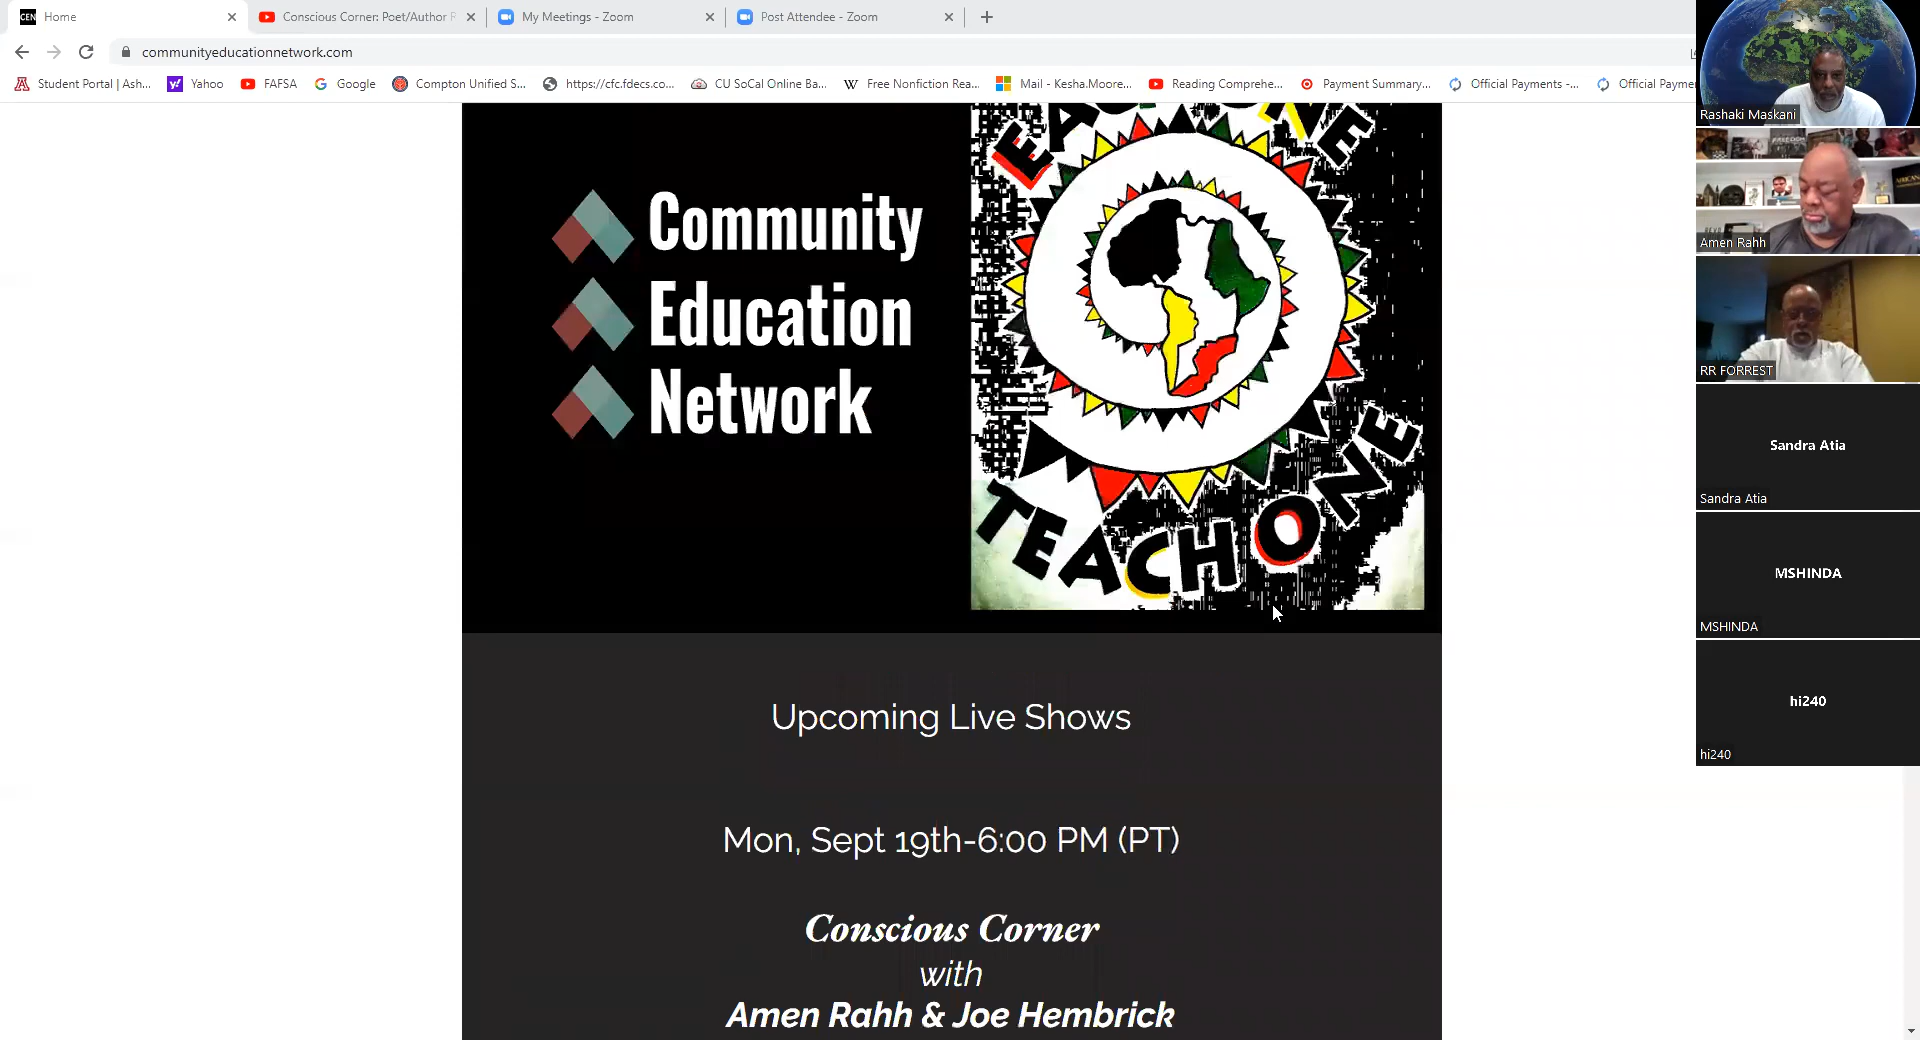 CEN Home
Conscious Corner: Poet/Author
My Meetings - Zoom
Post Attendee - Zoom
communityeducationnetwork.com
Student Portal | Ash...
Yahoo
FAFSA
Google
Compton Unified S...
https://cfc.fdecs.co...
CU SoCal Online Ba...
Free Nonfiction Rea...
Mail - Kesha.Moore...
Reading Comprehe...
Payment Summary...
Official Payments -...
Official Payme
Community
Education
Network
TEACH ONE
Upcoming Live Shows
Mon, Sept 19th-6:00 PM (PT)
Conscious Corner
with
Amen Rahh & Joe Hembrick
Rashaki Maskani
Amen Rahh
RR FORREST
Sandra Atia
Sandra Atia
MSHINDA
MSHINDA
hi240
hi240